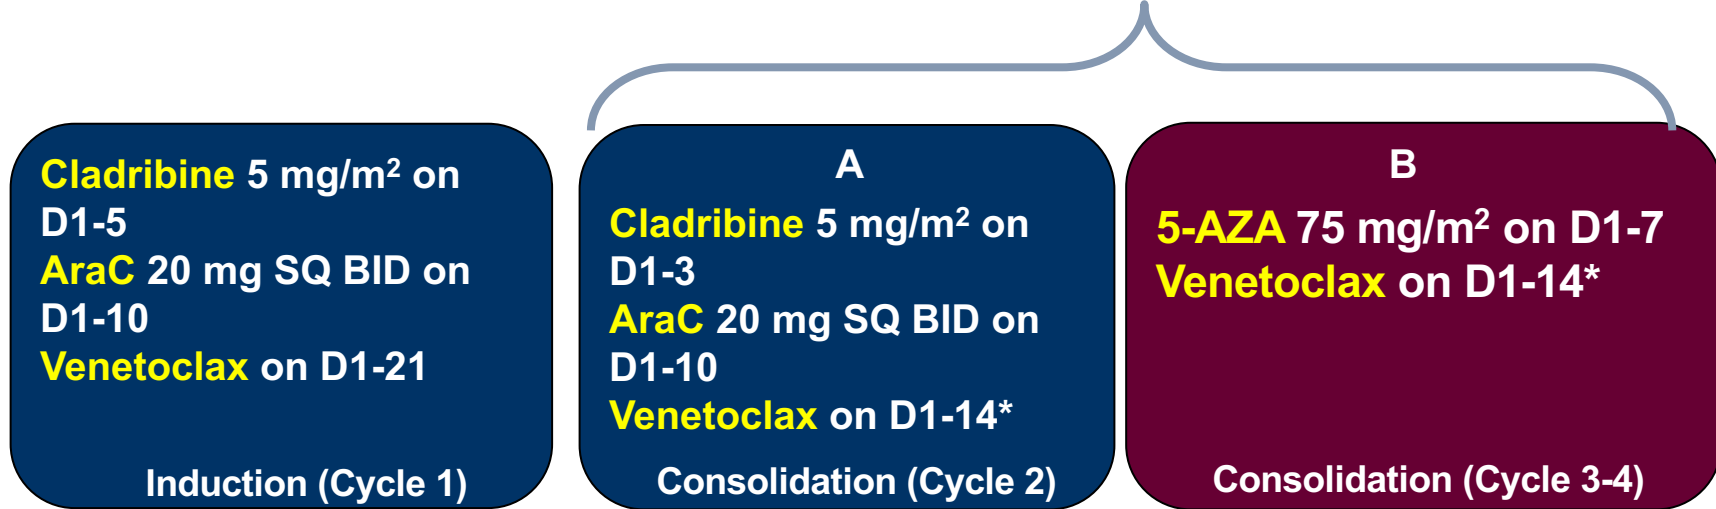 Cladribine 5 mg/m² on
D1-5
AraC 20 mg SQ BID on
D1-10
Venetoclax on D1-21
Induction (Cycle 1)
A
Cladribine 5 mg/m² on
D1-3
AraC 20 mg SQ BID on
D1-10
Venetoclax on D1-14*
Consolidation (Cycle 2)
B
5-AZA 75 mg/m² on D1-7
Venetoclax on D1-14*
Consolidation (Cycle 3-4)